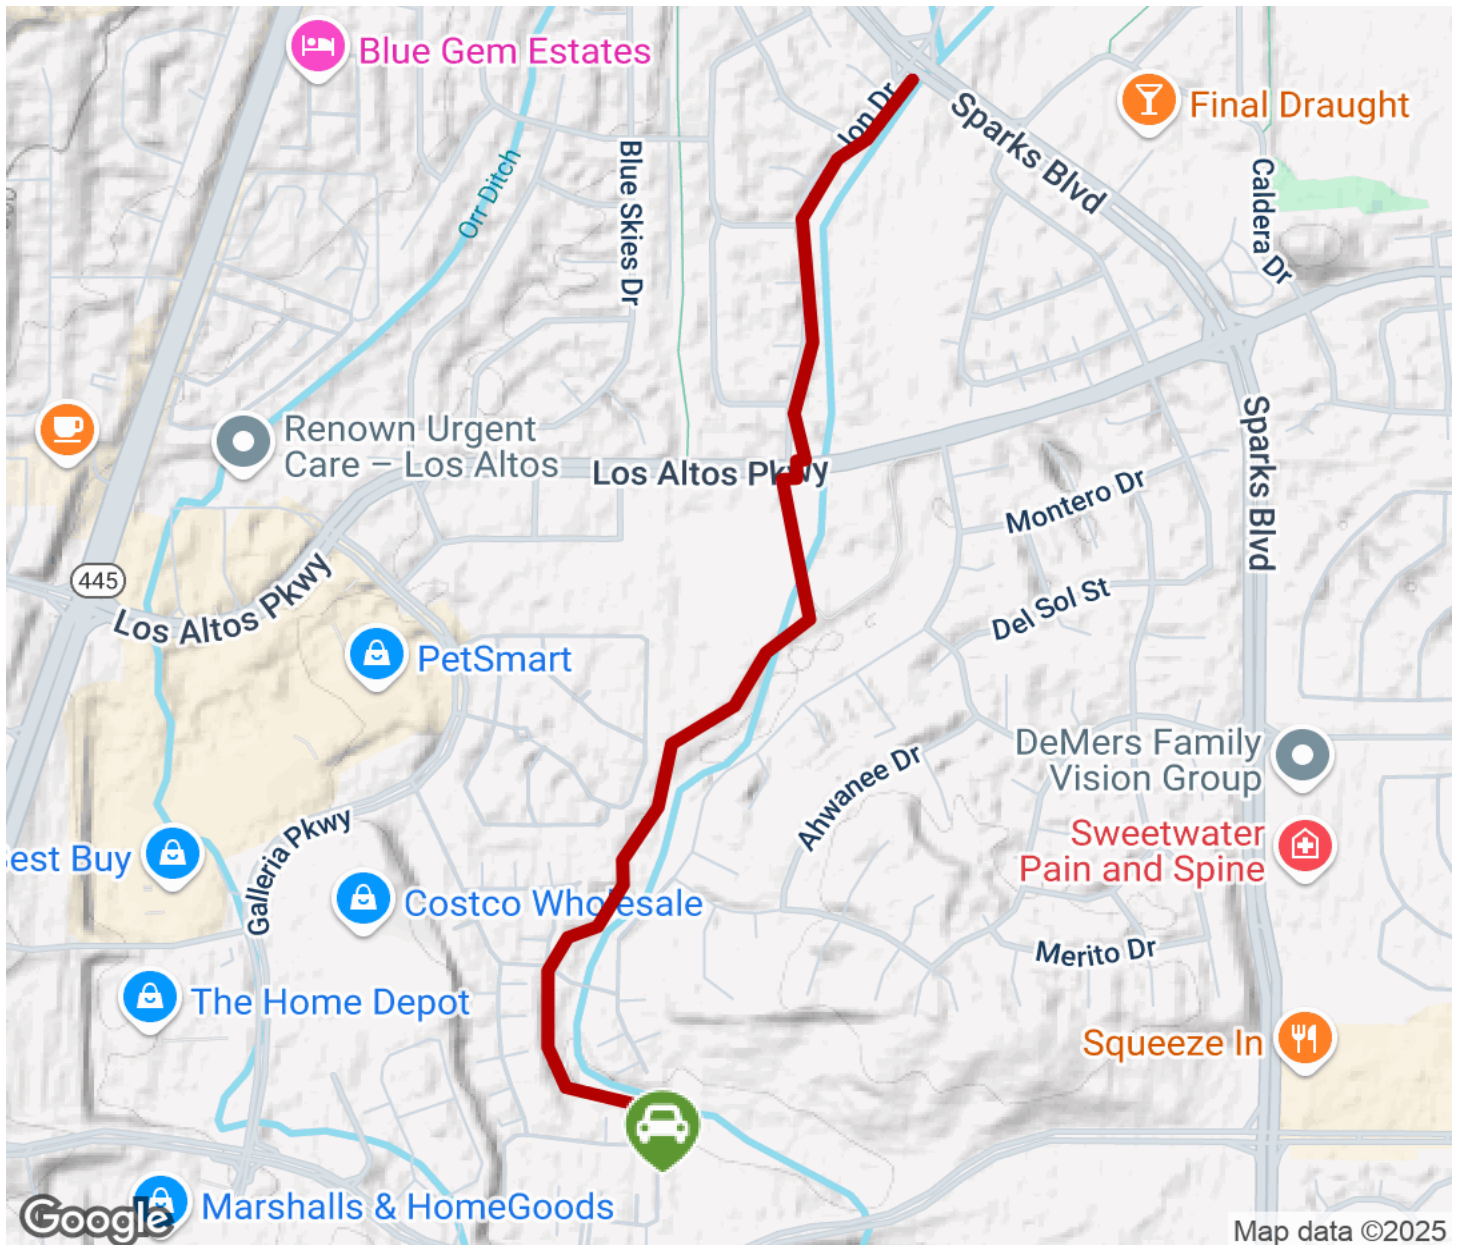 Blue Gem Estates
Final Draught
Sparks Blvd
Orr Ditch
Blue Skies Dr
Caldera Dr
Renown Urgent
Care – Los Altos
Los Altos Pkwy
Sparks Blvd
Montero Dr
445
Los Altos Pkwy
Del Sol St
PetSmart
DeMers Family
Vision Group
Ahwanee Dr
est Buy
Galleria Pkwy
Sweetwater
Pain and Spine
Costco Wholesale
Merito Dr
The Home Depot
Squeeze In
Marshalls & HomeGoods
Google
Map data ©2025